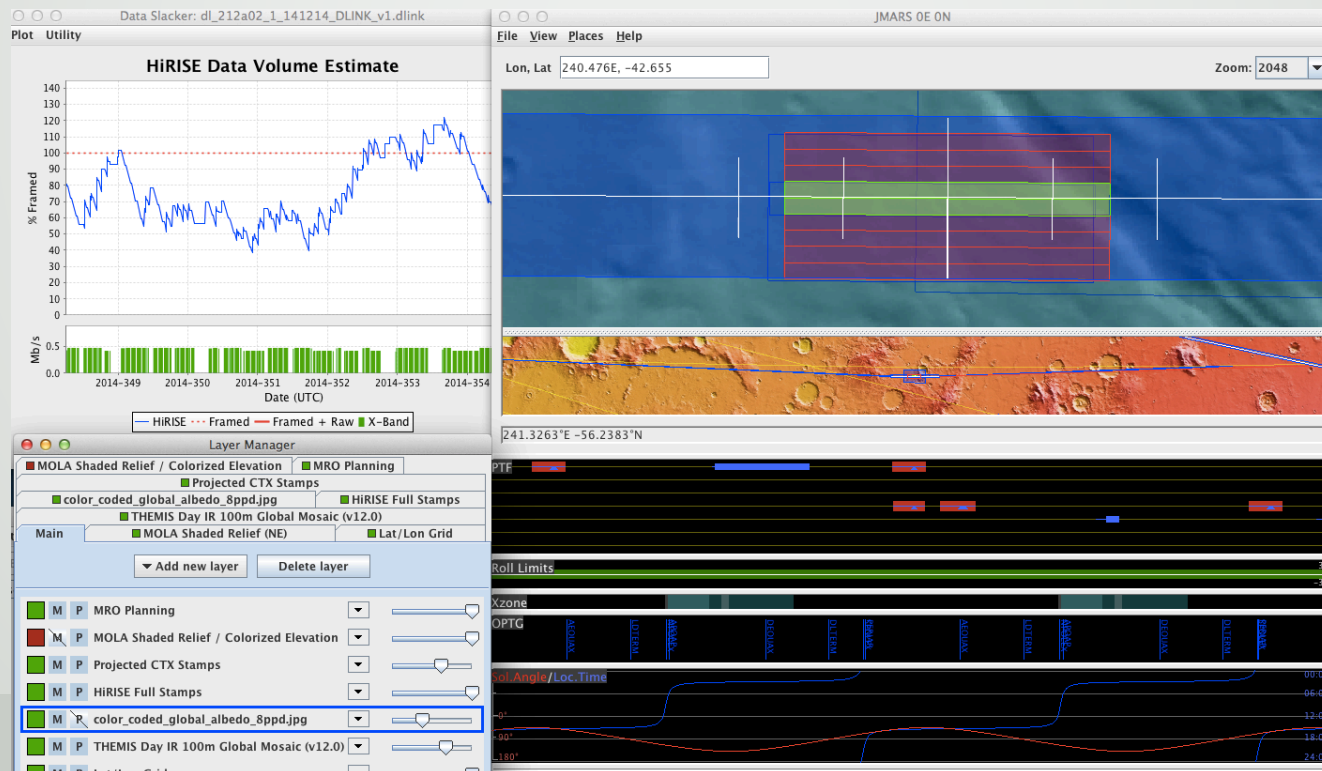 Data Slacker: dl_212a02_1_141214_DLINK_v1.dlink
Plot Utility
HiRISE Data Volume Estimate
140
130
120
110
100
90
80
70
60
50
40
30
20
10
0
% Framed
0.5
0.0
Mb/s
2014-349 2014-350 2014-351 2014-352 2014-353 2014-354
Date (UTC)
HiRISE Framed Framed + Raw X-Band
JMARS 0E 0N
File View Places Help
Lon, Lat 240.476E, -42.655 Zoom: 2048
241.3263°E -56.2383°N
PTF
Roll Limits
Xzone
OPTG
LDTERM DLTERM LDTERM DLTERM
Sol.Angle/Loc.Time
Layer Manager
MOLA Shaded Relief / Colorized Elevation MRO Planning
Projected CTX Stamps
color_coded_global_albedo_8ppd.jpg HiRISE Full Stamps
THEMIS Day IR 100m Global Mosaic (v12.0)
Main MOLA Shaded Relief (NE) Lat/Lon Grid
Add new layer Delete layer
M P MRO Planning
M P MOLA Shaded Relief / Colorized Elevation
M P Projected CTX Stamps
M P HiRISE Full Stamps
M P color_coded_global_albedo_8ppd.jpg
M P THEMIS Day IR 100m Global Mosaic (v12.0)